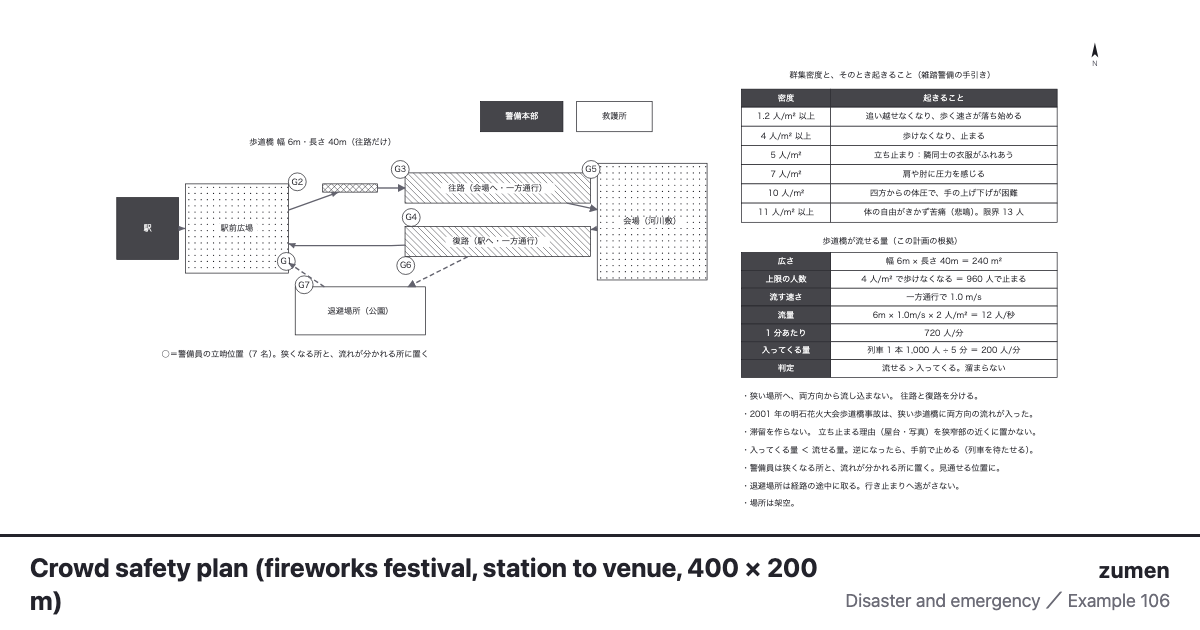 N
警備本部
救護所
歩道橋 幅 6m・長さ 40m（往路だけ）
G2
G3
G5
往路（会場へ・一方通行）
駅
駅前広場
G4
会場（河川敷）
復路（駅へ・一方通行）
G1
G6
G7
退避場所（公園）
○＝警備員の立哨位置（7 名）。狭くなる所と、流れが分かれる所に置く
群集密度と、そのとき起きること（雑踏警備の手引き）
密度 起きること
1.2 人/m² 以上 追い越せなくなり、歩く速さが落ち始める
4 人/m² 以上 歩けなくなり、止まる
5 人/m² 立ち止まり：隣同士の衣服がふれあう
7 人/m² 肩や肘に圧力を感じる
10 人/m² 四方からの体圧で、手の上げ下げが困難
11 人/m² 以上 体の自由がきかず苦痛（悲鳴）。限界 13 人
歩道橋が流せる量（この計画の根拠）
広さ 幅 6m × 長さ 40m ＝ 240 m²
上限の人数 4 人/m² で歩けなくなる ＝ 960 人で止まる
流す速さ 一方通行で 1.0 m/s
流量 6m × 1.0m/s × 2 人/m² ＝ 12 人/秒
1 分あたり 720 人/分
入ってくる量 列車 1 本 1,000 人 ÷ 5 分 ＝ 200 人/分
判定 流せる > 入ってくる。溜まらない
・狭い場所へ、両方向から流し込まない。 往路と復路を分ける。
・2001 年の明石花火大会歩道橋事故は、狭い歩道橋に両方向の流れが入った。
・滞留を作らない。 立ち止まる理由（屋台・写真）を狭窄部の近くに置かない。
・入ってくる量 ＜ 流せる量。逆になったら、手前で止める（列車を待たせる）。
・警備員は狭くなる所と、流れが分かれる所に置く。見通せる位置に。
・退避場所は経路の途中に取る。行き止まりへ逃がさない。
・場所は架空。
Crowd safety plan (fireworks festival, station to venue, 400 × 200
m)
zumen
Disaster and emergency ／ Example 106